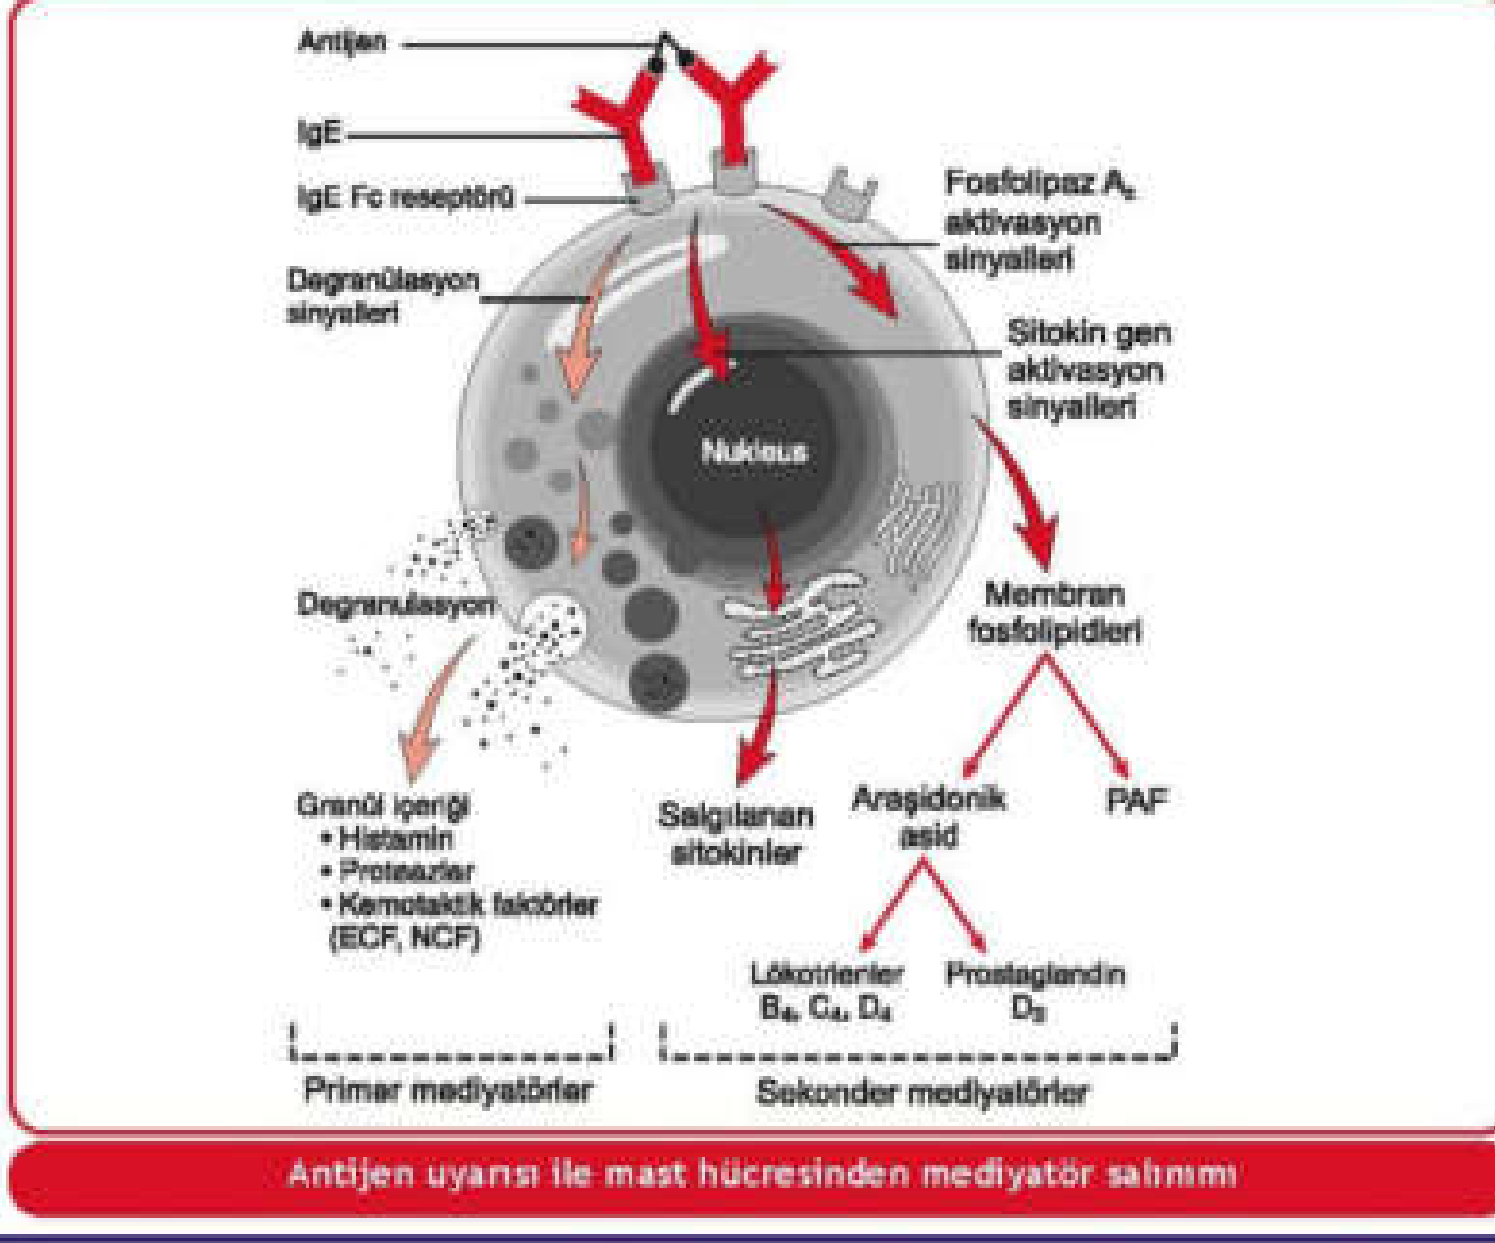 Antijen
IgE
IgE Fc reseptörü
Degranülasyon
sinyalleri
Fosfolipaz A₂
aktivasyon
sinyalleri
Sitokin gen
aktivasyon
sinyalleri
Nukleus
Degranulasyon
Membran
fosfolipidleri
Granül içeriği
• Histamin
• Proteazlar
• Kemotaktik faktörler
(ECF, NCF)
Salgılanan
sitokinler
Araşidonik
asid
PAF
Lökotrienler
B₄, C₄, D₄
Prostaglandin
D₂
Primer mediyatörler
Sekonder mediyatörler
Antijen uyarısı ile mast hücresinden mediyatör salınımı